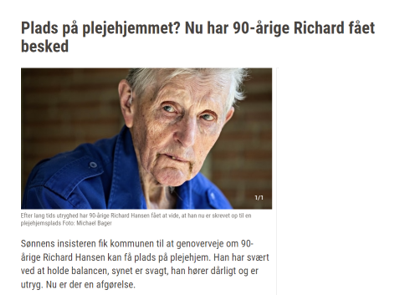 Plads på plejehjemmet? Nu har 90-årige Richard fået
besked
1/1
Efter lang tids utryghed har 90-årige Richard Hansen fået at vide, at han nu er skrevet op til en
plejehjemsplads Foto: Michael Bager
Sønnens insisteren fik kommunen til at genoverveje om 90-
årige Richard Hansen kan få plads på plejehjem. Han har svært
ved at holde balancen, synet er svagt, han hører dårligt og er
utryg. Nu er der en afgørelse.